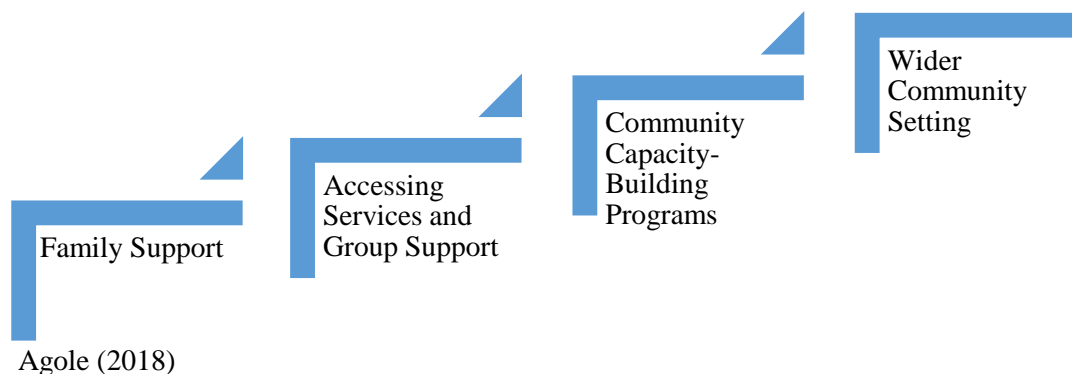 Family Support
Accessing
Services and
Group Support
Community
Capacity-
Building
Programs
Wider
Community
Setting
Agole (2018)